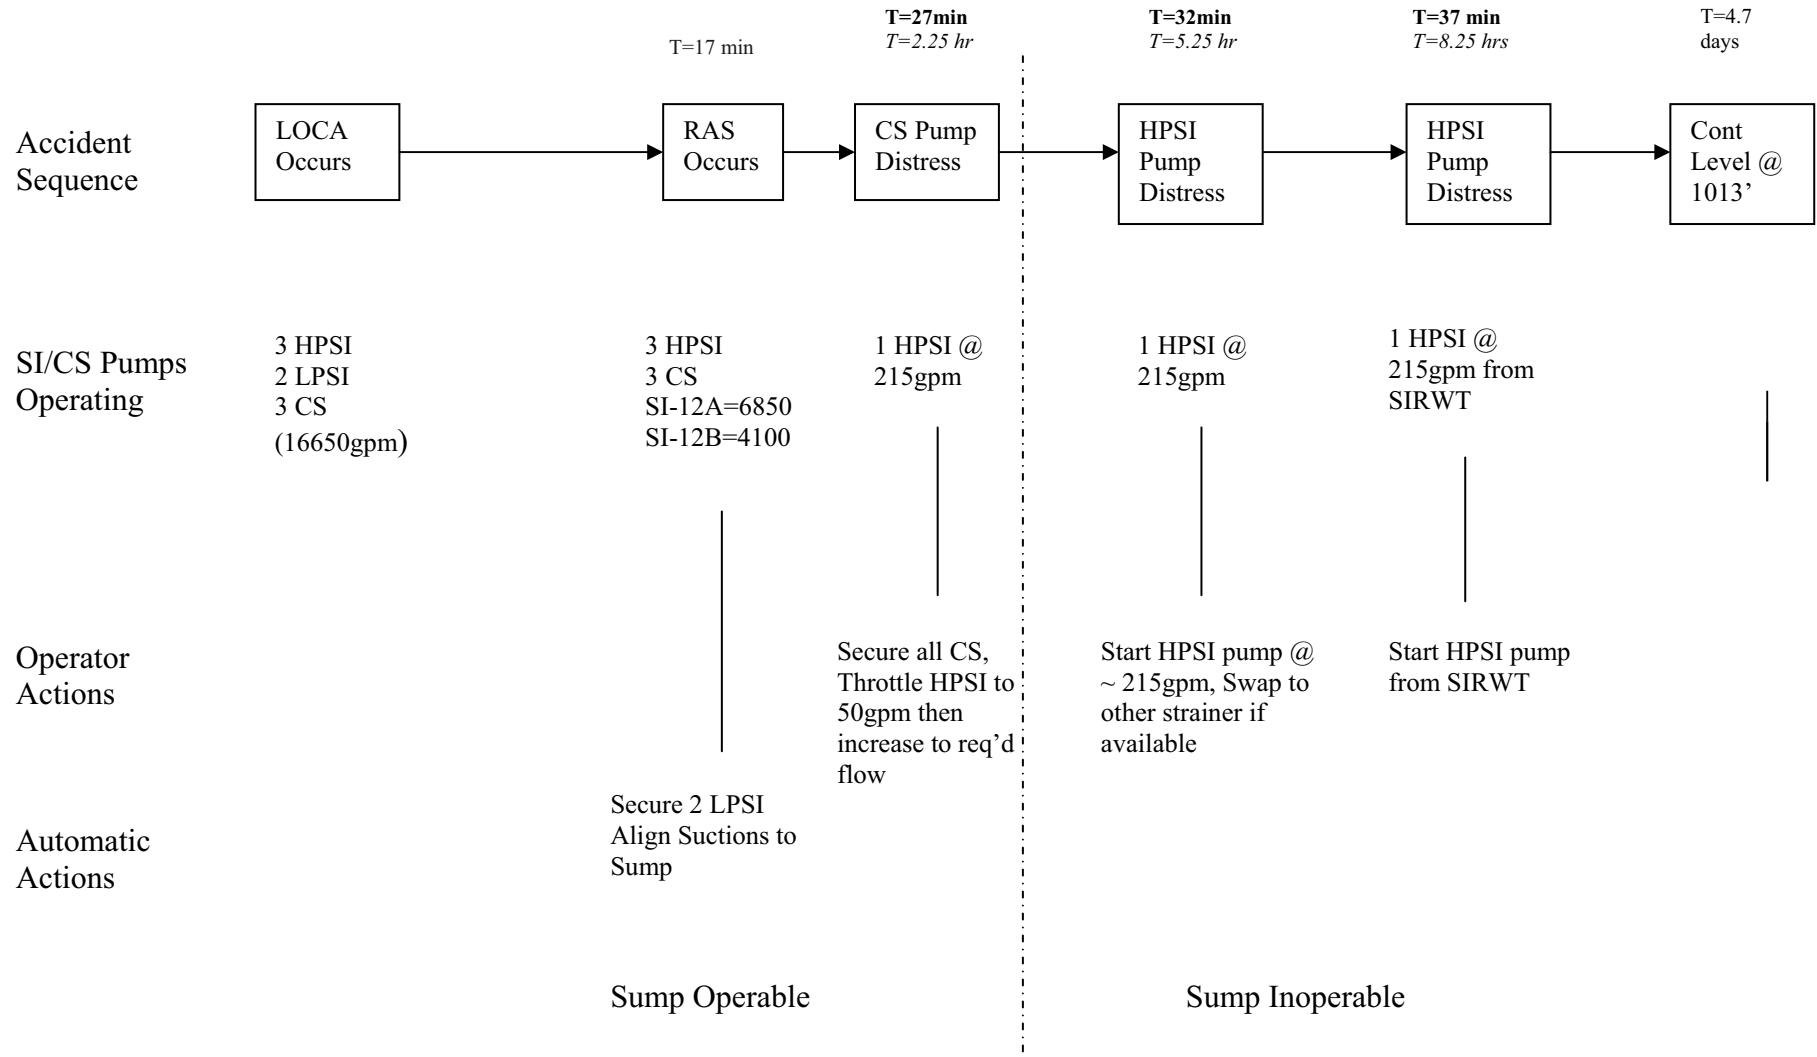 T=27min
T=2.25 hr
T=32min
T=5.25 hr
T=37 min
T=8.25 hrs
T=4.7
days
T=17 min
Accident
Sequence
LOCA
Occurs
RAS
Occurs
CS Pump
Distress
HPSI
Pump
Distress
HPSI
Pump
Distress
Cont
Level @
1013’
SI/CS Pumps
Operating
3 HPSI
2 LPSI
3 CS
(16650gpm)
3 HPSI
3 CS
SI-12A=6850
SI-12B=4100
1 HPSI @
215gpm
1 HPSI @
215gpm
1 HPSI @
215gpm from
SIRWT
Operator
Actions
Secure all CS,
Throttle HPSI to
50gpm then
increase to req’d
flow
Start HPSI pump @
~ 215gpm, Swap to
other strainer if
available
Start HPSI pump
from SIRWT
Automatic
Actions
Secure 2 LPSI
Align Suctions to
Sump
Sump Operable
Sump Inoperable